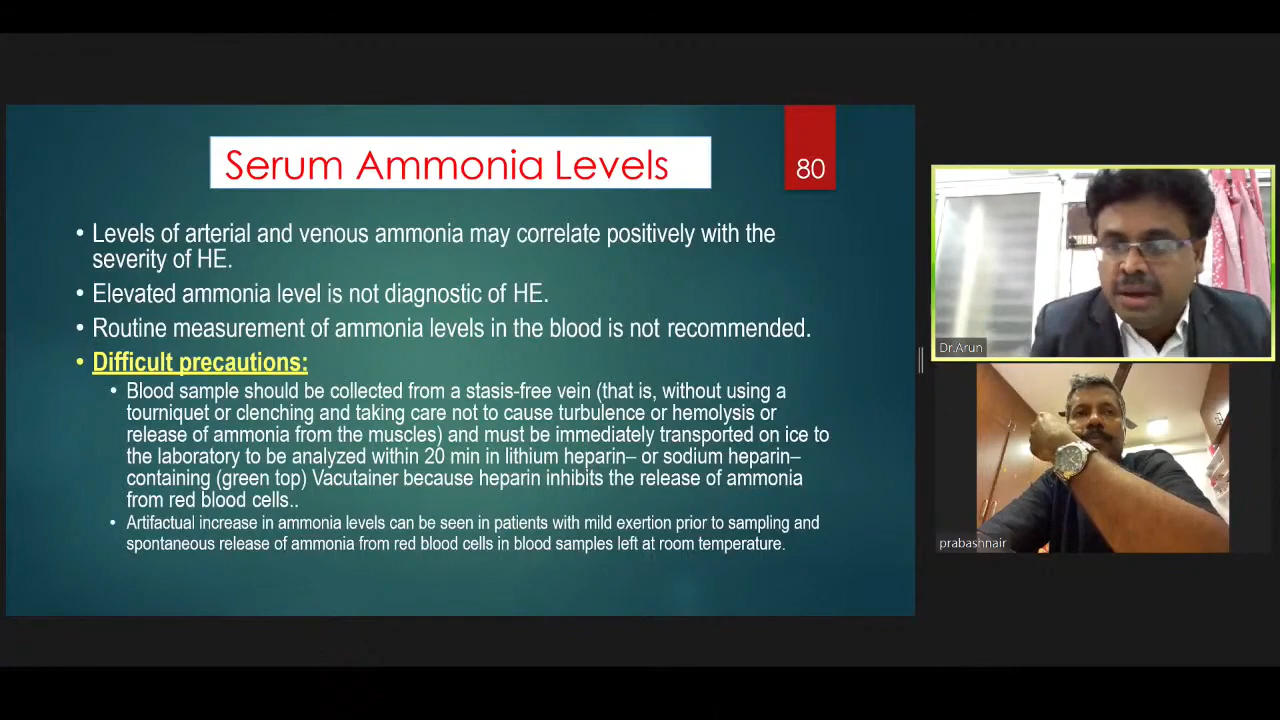 Serum Ammonia Levels
80
• Levels of arterial and venous ammonia may correlate positively with the
severity of HE.
• Elevated ammonia level is not diagnostic of HE.
• Routine measurement of ammonia levels in the blood is not recommended.
• Difficult precautions:
• Blood sample should be collected from a stasis-free vein (that is, without using a
tourniquet or clenching and taking care not to cause turbulence or hemolysis or
release of ammonia from the muscles) and must be immediately transported on ice to
the laboratory to be analyzed within 20 min in lithium heparin– or sodium heparin–
containing (green top) Vacutainer because heparin inhibits the release of ammonia
from red blood cells..
• Artifactual increase in ammonia levels can be seen in patients with mild exertion prior to sampling and
spontaneous release of ammonia from red blood cells in blood samples left at room temperature.
Dr.Arun
prabashnair